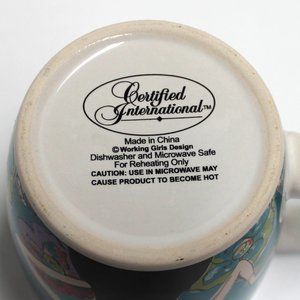 Certified
International™
Made in China
© Working Girls Design
Dishwasher and Microwave Safe
For Reheating Only
CAUTION: USE IN MICROWAVE MAY
CAUSE PRODUCT TO BECOME HOT